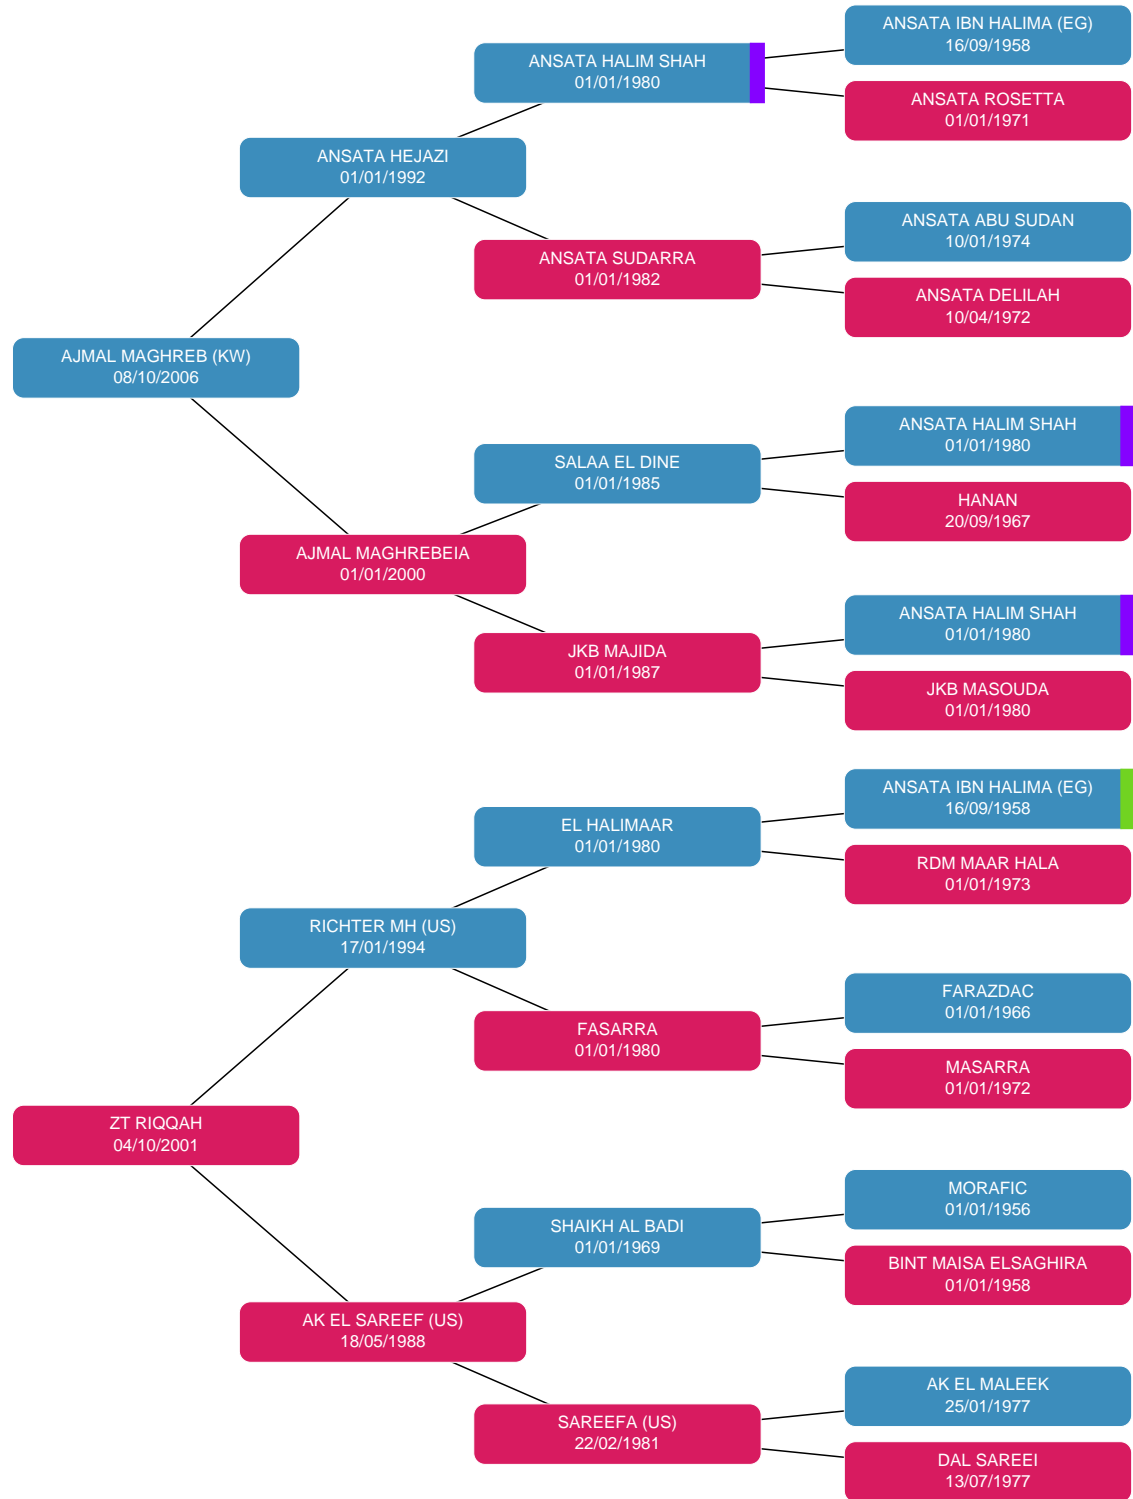 ANSATA IBN HALIMA (EG)
16/09/1958
ANSATA HALIM SHAH
01/01/1980
ANSATA ROSETTA
01/01/1971
ANSATA HEJAZI
01/01/1992
ANSATA ABU SUDAN
10/01/1974
ANSATA SUDARRA
01/01/1982
ANSATA DELILAH
10/04/1972
AJMAL MAGHREB (KW)
08/10/2006
ANSATA HALIM SHAH
01/01/1980
SALAA EL DINE
01/01/1985
HANAN
20/09/1967
AJMAL MAGHREBEIA
01/01/2000
ANSATA HALIM SHAH
01/01/1980
JKB MAJIDA
01/01/1987
JKB MASOUDA
01/01/1980
ANSATA IBN HALIMA (EG)
16/09/1958
EL HALIMAAR
01/01/1980
RDM MAAR HALA
01/01/1973
RICHTER MH (US)
17/01/1994
FARAZDAC
01/01/1966
FASARRA
01/01/1980
MASARRA
01/01/1972
ZT RIQQAH
04/10/2001
MORAFIC
01/01/1956
SHAIKH AL BADI
01/01/1969
BINT MAISA ELSAGHIRA
01/01/1958
AK EL SAREEF (US)
18/05/1988
AK EL MALEEK
25/01/1977
SAREEFA (US)
22/02/1981
DAL SAREEI
13/07/1977